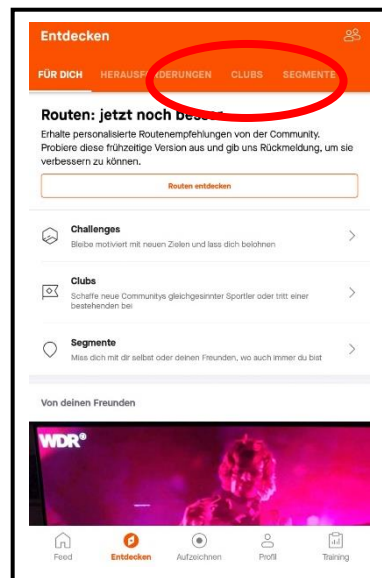 Entdecken
FÜR DICH HERAUSFORDERUNGEN CLUBS SEGMENTE
Routen: jetzt noch besser
Erhalte personalisierte Routenempfehlungen von der Community.
Probiere diese frühzeitige Version aus und gib uns Rückmeldung, um sie
verbessern zu können.
Routen entdecken
Challenges
Bleibe motiviert mit neuen Zielen und lass dich belohnen
Clubs
Schaffe neue Communitys gleichgesinnter Sportler oder tritt einer
bestehenden bei
Segmente
Miss dich mit dir selbst oder deinen Freunden, wo auch immer du bist
Von deinen Freunden
WDR®
Feed Entdecken Aufzeichnen Profil Training